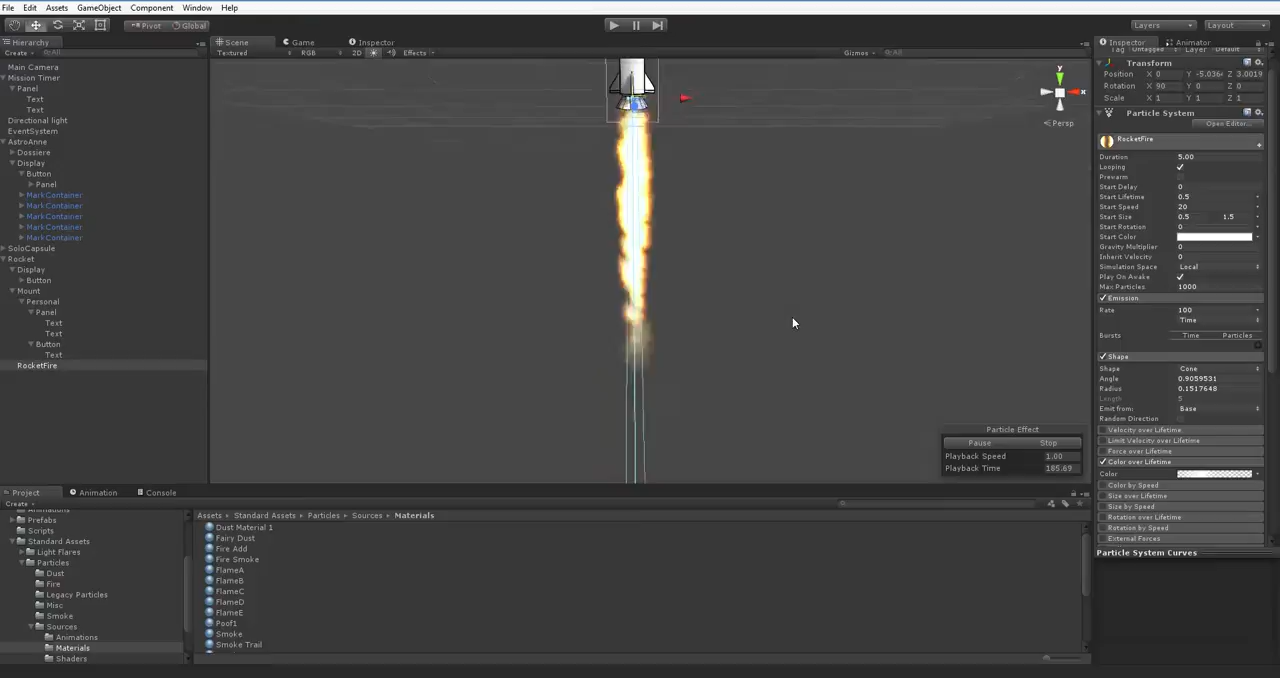 File Edit Assets GameObject Component Window Help
Pivot Global Layers Layout
Hierarchy
Create All
Main Camera
Mission Timer
Panel
Text
Text
Directional light
EventSystem
AstroAnne
Dossiere
Display
Button
Panel
MarkContainer
MarkContainer
MarkContainer
MarkContainer
MarkContainer
SoloCapsule
Rocket
Display
Button
Mount
Personal
Panel
Text
Text
Button
Text
RocketFire
Scene Game Inspector
Textured RGB 2D Effects Gizmos All
y
x
Persp
Particle Effect
Pause Stop
Playback Speed 1.00
Playback Time 185.69
Inspector Animator
Tag Untagged Layer Default
Transform
Position X 0 Y -5.036 Z 3.0019
Rotation X 90 Y 0 Z 0
Scale X 1 Y 1 Z 1
Particle System
Open Editor...
RocketFire
Duration 5.00
Looping
Prewarm
Start Delay 0
Start Lifetime 0.5
Start Speed 20
Start Size 0.5 1.5
Start Rotation 0
Start Color
Gravity Multiplier 0
Inherit Velocity 0
Simulation Space Local
Play On Awake
Max Particles 1000
Emission
Rate 100
Time
Bursts Time Particles
Shape
Shape Cone
Angle 0.9059531
Radius 0.1517648
Length 5
Emit from: Base
Random Direction
Velocity over Lifetime
Limit Velocity over Lifetime
Force over Lifetime
Color over Lifetime
Color
Color by Speed
Size over Lifetime
Size by Speed
Rotation over Lifetime
Rotation by Speed
External Forces
Particle System Curves
Project Animation Console
Create
Animations
Prefabs
Scripts
Standard Assets
Light Flares
Particles
Dust
Fire
Legacy Particles
Misc
Smoke
Sources
Animations
Materials
Shaders
Assets Standard Assets Particles Sources Materials
Dust Material 1
Fairy Dust
Fire Add
Fire Smoke
FlameA
FlameB
FlameC
FlameD
FlameE
Poof1
Smoke
Smoke Trail